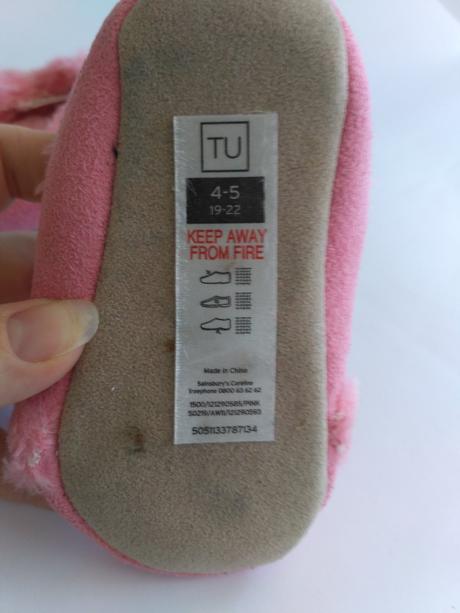 TU
4-5
19-22
KEEP AWAY
FROM FIRE
Made in China
Sainsbury's Careline
Freephone 0800 63 62 62
1500/121290585/PINK
S0219/AW11/121290593
5051133787134